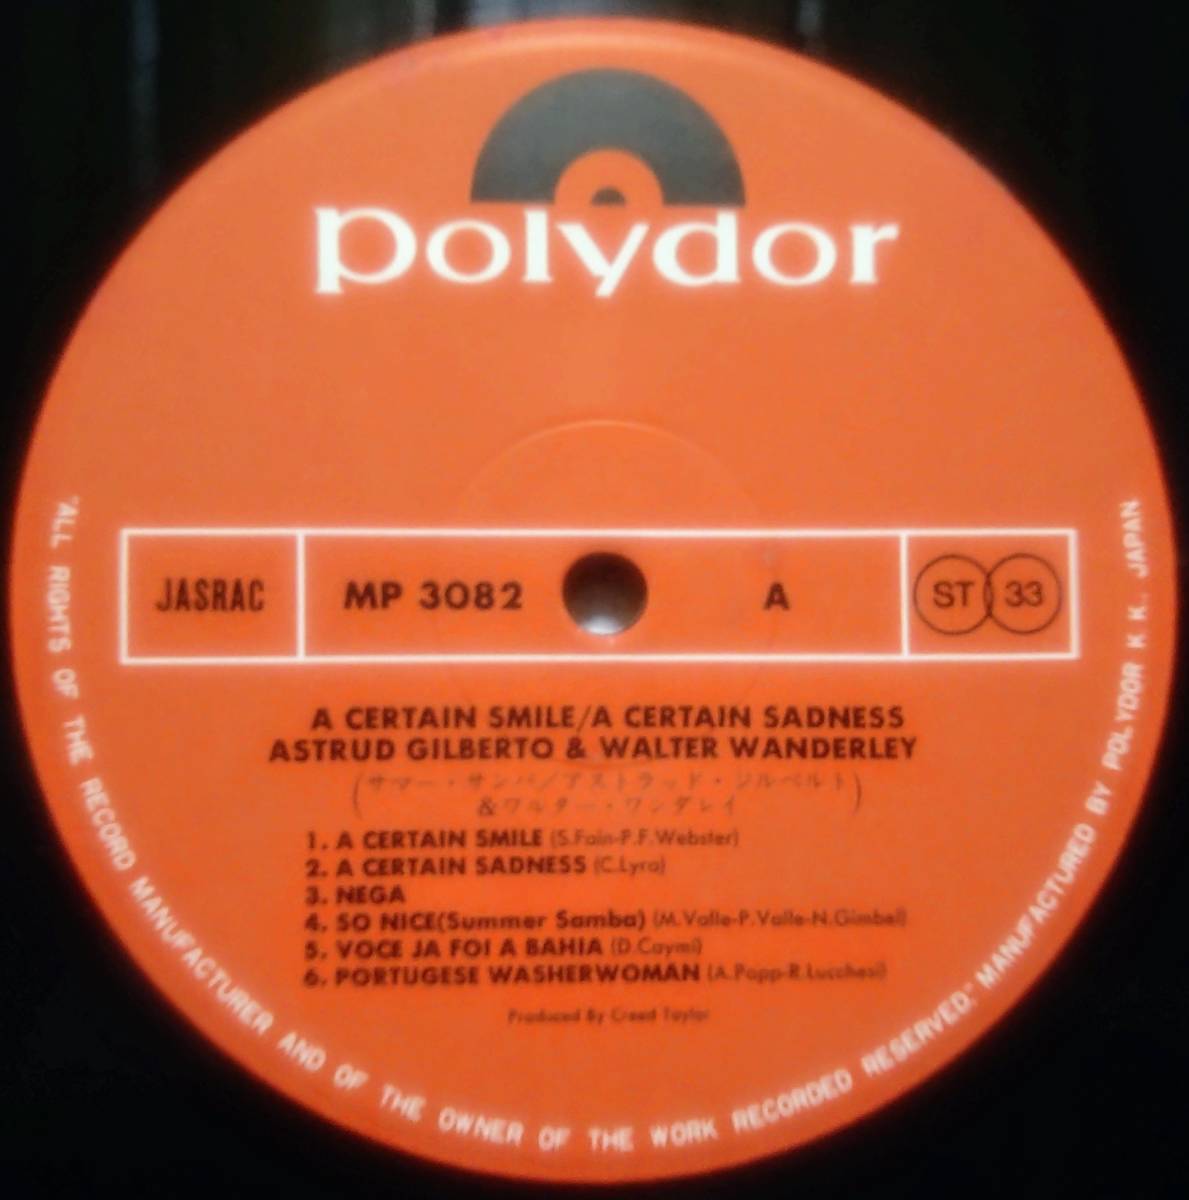 polydor
JASRAC
MP 3082
A
ST 33
A CERTAIN SMILE/A CERTAIN SADNESS
ASTRUD GILBERTO & WALTER WANDERLEY
(サマー・サンバ/アストラッド・ジルベルト
&ワルター・ワンダレイ)
1. A CERTAIN SMILE (S.Fain-P.F.Webster)
2. A CERTAIN SADNESS (C.Lyra)
3. NEGA
4. SO NICE(Summer Samba) (M.Valle-P.Valle-N.Gimbel)
5. VOCE JA FOI A BAHIA (D.Caymi)
6. PORTUGESE WASHERWOMAN (A.Popp-R.Lucchesi)
Produced By Creed Taylor
"ALL RIGHTS OF THE RECORD MANUFACTURER AND OF THE OWNER OF THE WORK RECORDED RESERVED." MANUFACTURED BY POLYDOR K.K. JAPAN